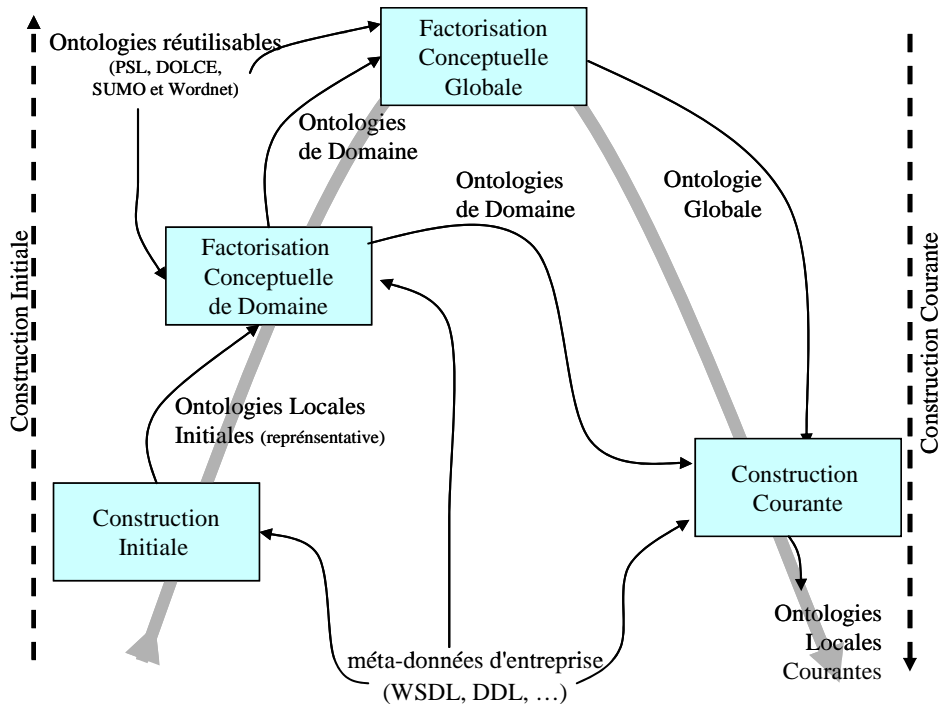 Factorisation
Conceptuelle
Globale
Ontologies réutilisables
(PSL, DOLCE,
SUMO et Wordnet)
Ontologies
de Domaine
Ontologies
de Domaine
Ontologie
Globale
Factorisation
Conceptuelle
de Domaine
Construction Initiale
Construction Courante
Ontologies Locales
Initiales (reprénsentative)
Construction
Courante
Construction
Initiale
Ontologies
Locales
Courantes
méta-données d'entreprise
(WSDL, DDL, …)